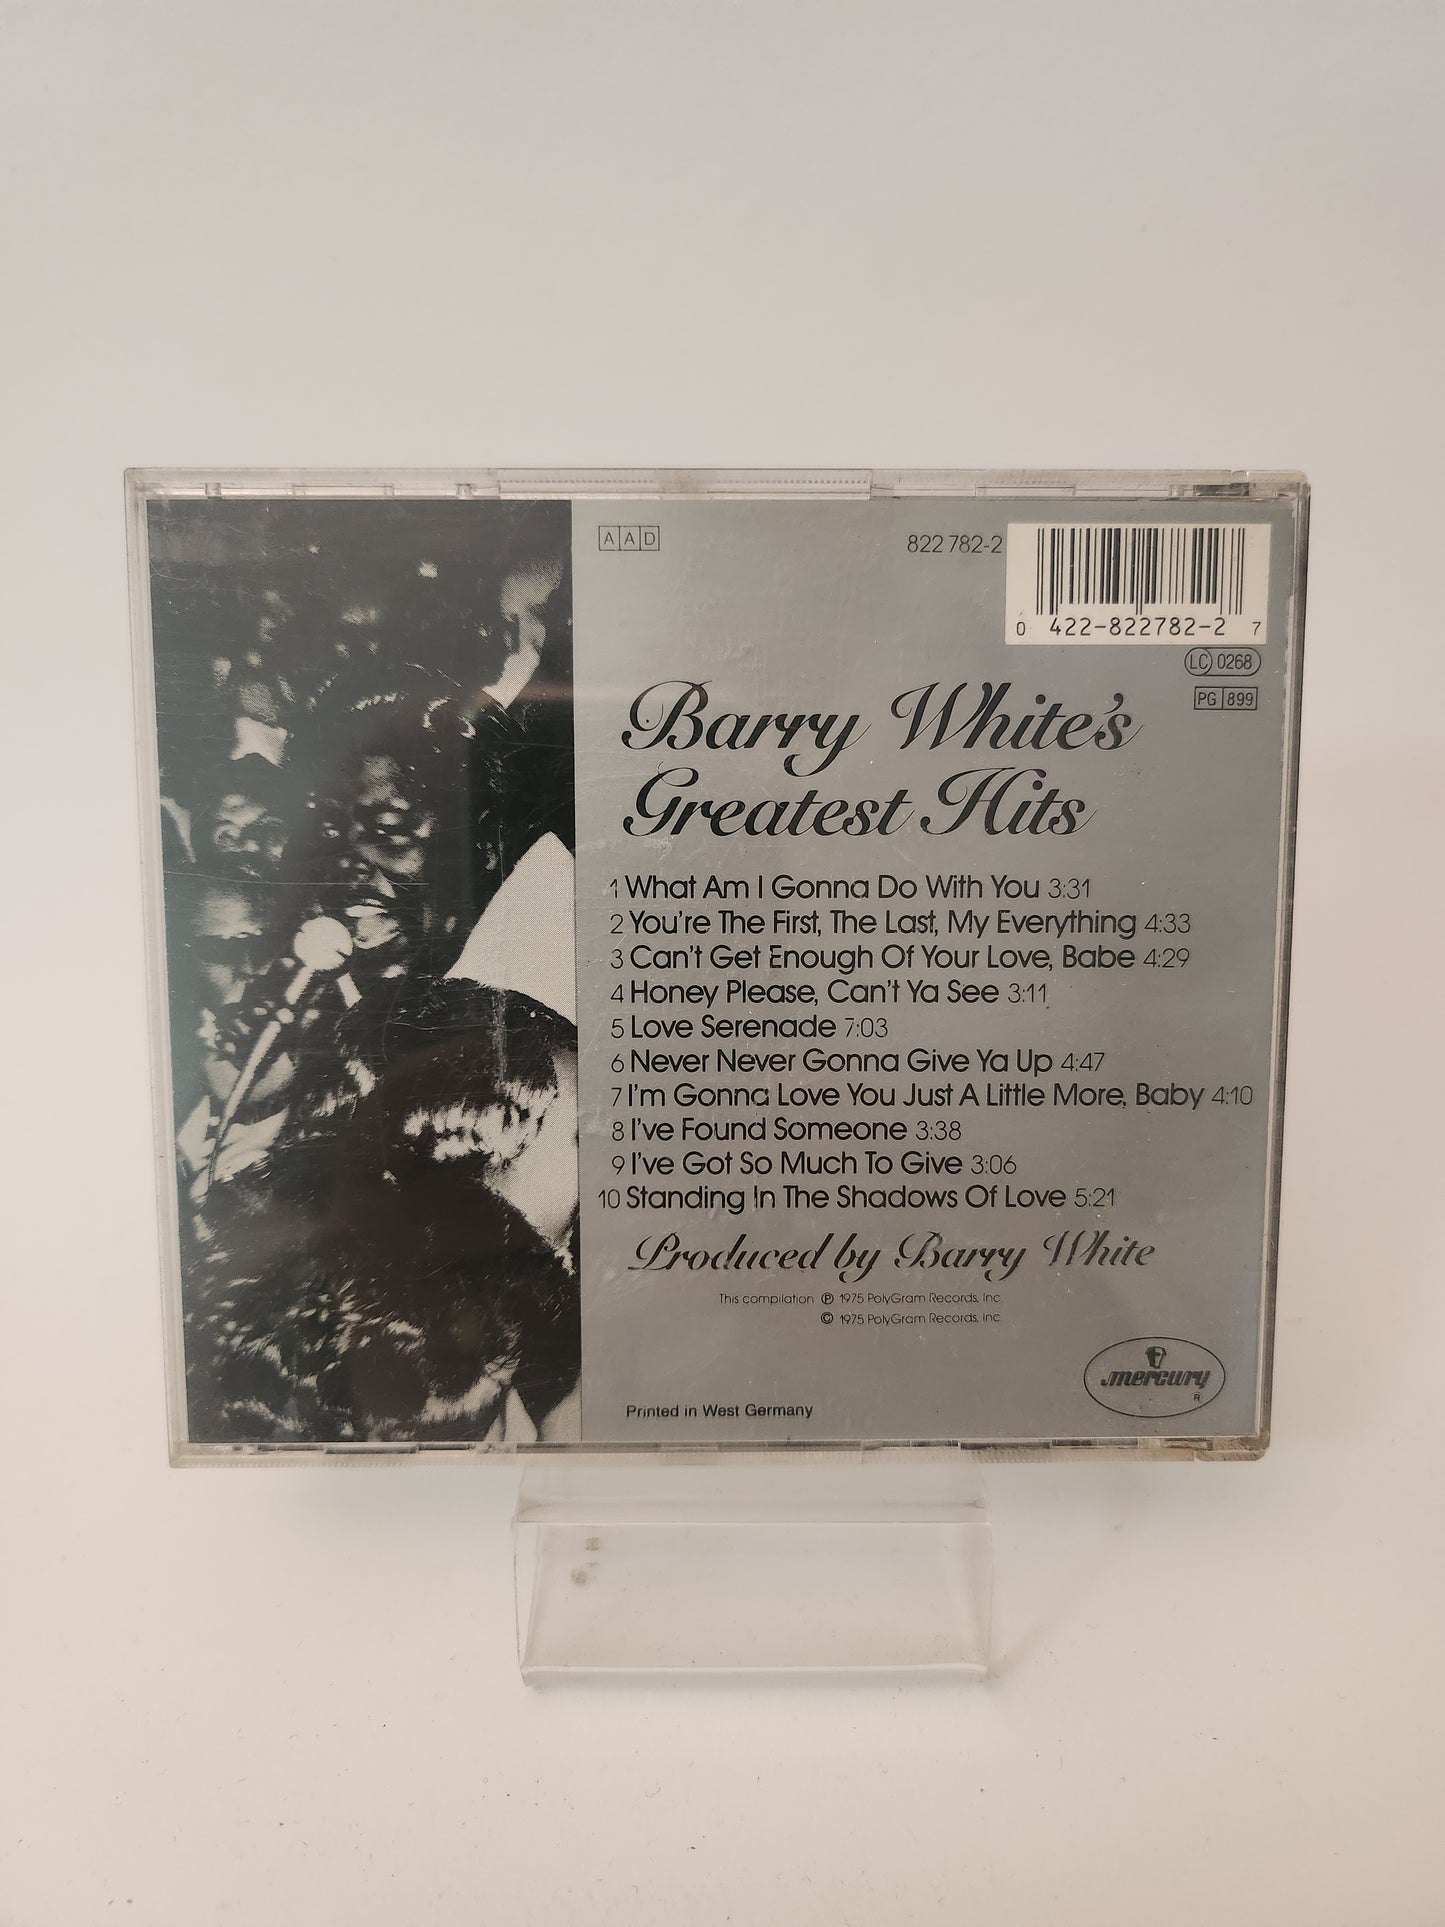 AAD
822 782-2
0 422-822782-2 7
LC 0268
PG 899
Barry White's
Greatest Hits
1 What Am I Gonna Do With You 3:31
2 You're The First, The Last, My Everything 4:33
3 Can't Get Enough Of Your Love, Babe 4:29
4 Honey Please, Can't Ya See 3:11
5 Love Serenade 7:03
6 Never Never Gonna Give Ya Up 4:47
7 I'm Gonna Love You Just A Little More, Baby 4:10
8 I've Found Someone 3:38
9 I've Got So Much To Give 3:06
10 Standing In The Shadows Of Love 5:21
Produced by Barry White
This compilation ℗ 1975 PolyGram Records, Inc.
© 1975 PolyGram Records, Inc.
mercury
R
Printed in West Germany